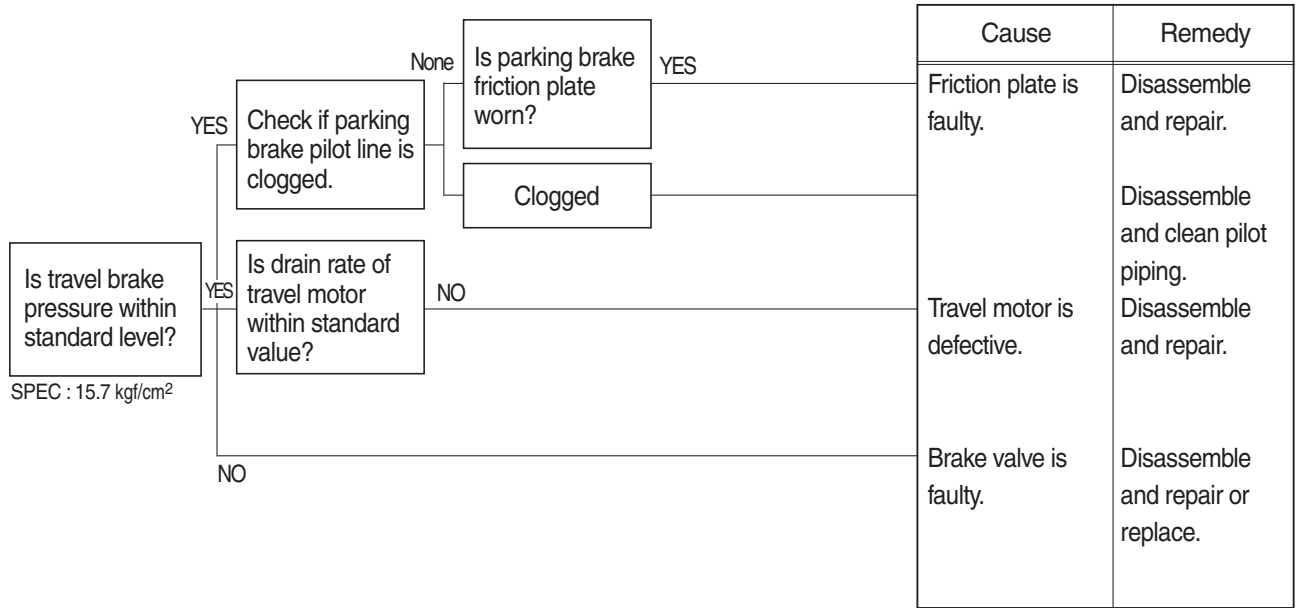 Cause
Remedy
None
Is parking brake
friction plate
worn?
YES
Friction plate is
faulty.
Disassemble
and repair.
YES
Check if parking
brake pilot line is
clogged.
Clogged
Disassemble
and clean pilot
piping.
Is travel brake
pressure within
standard level?
SPEC : 15.7 kgf/cm2
YES
Is drain rate of
travel motor
within standard
value?
NO
Travel motor is
defective.
Disassemble
and repair.
NO
Brake valve is
faulty.
Disassemble
and repair or
replace.